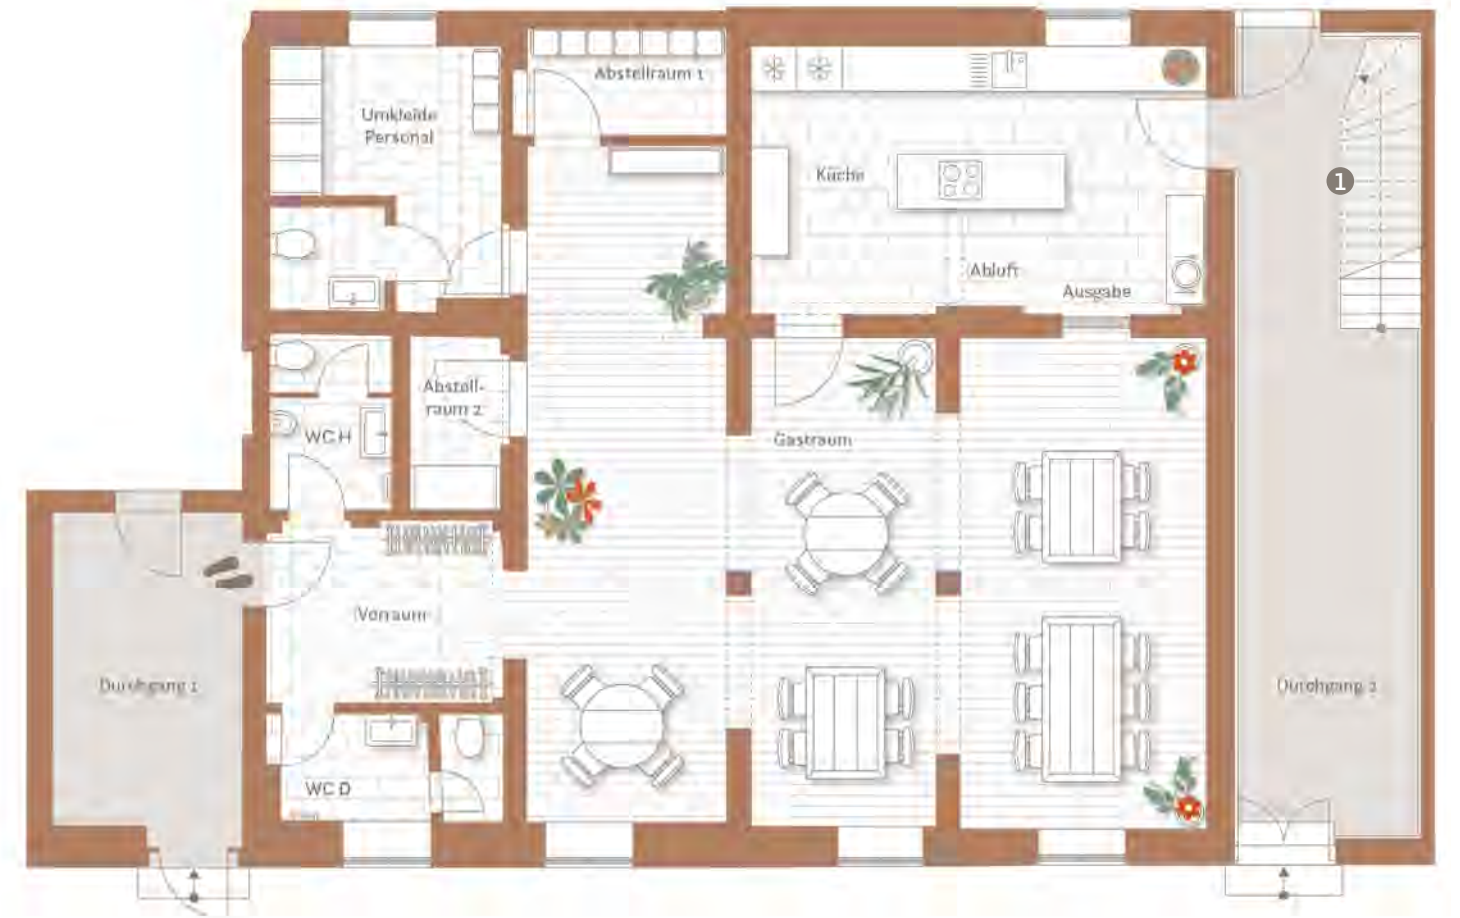 Abstellraum 1
Umkleide
Personal
Küche
1
Abluft
Ausgabe
Abstell-
raum 2
WC H
Gastraum
Vorraum
Durchgang 1
Durchgang 2
WC D